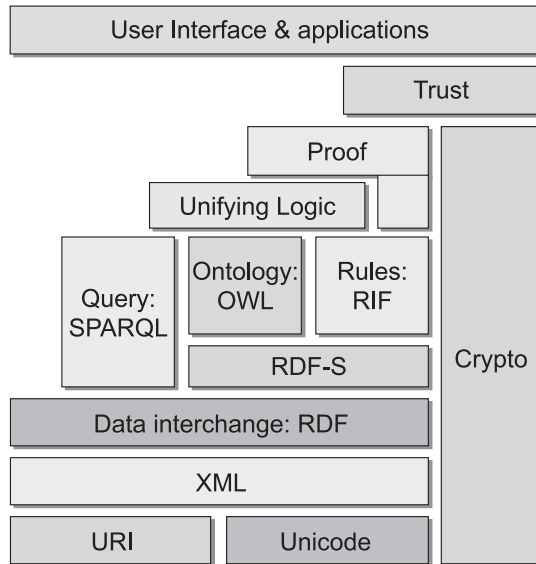 User Interface & applications
Trust
Proof
Unifying Logic
Query:
SPARQL
Ontology:
OWL
Rules:
RIF
RDF-S
Crypto
Data interchange: RDF
XML
URI
Unicode